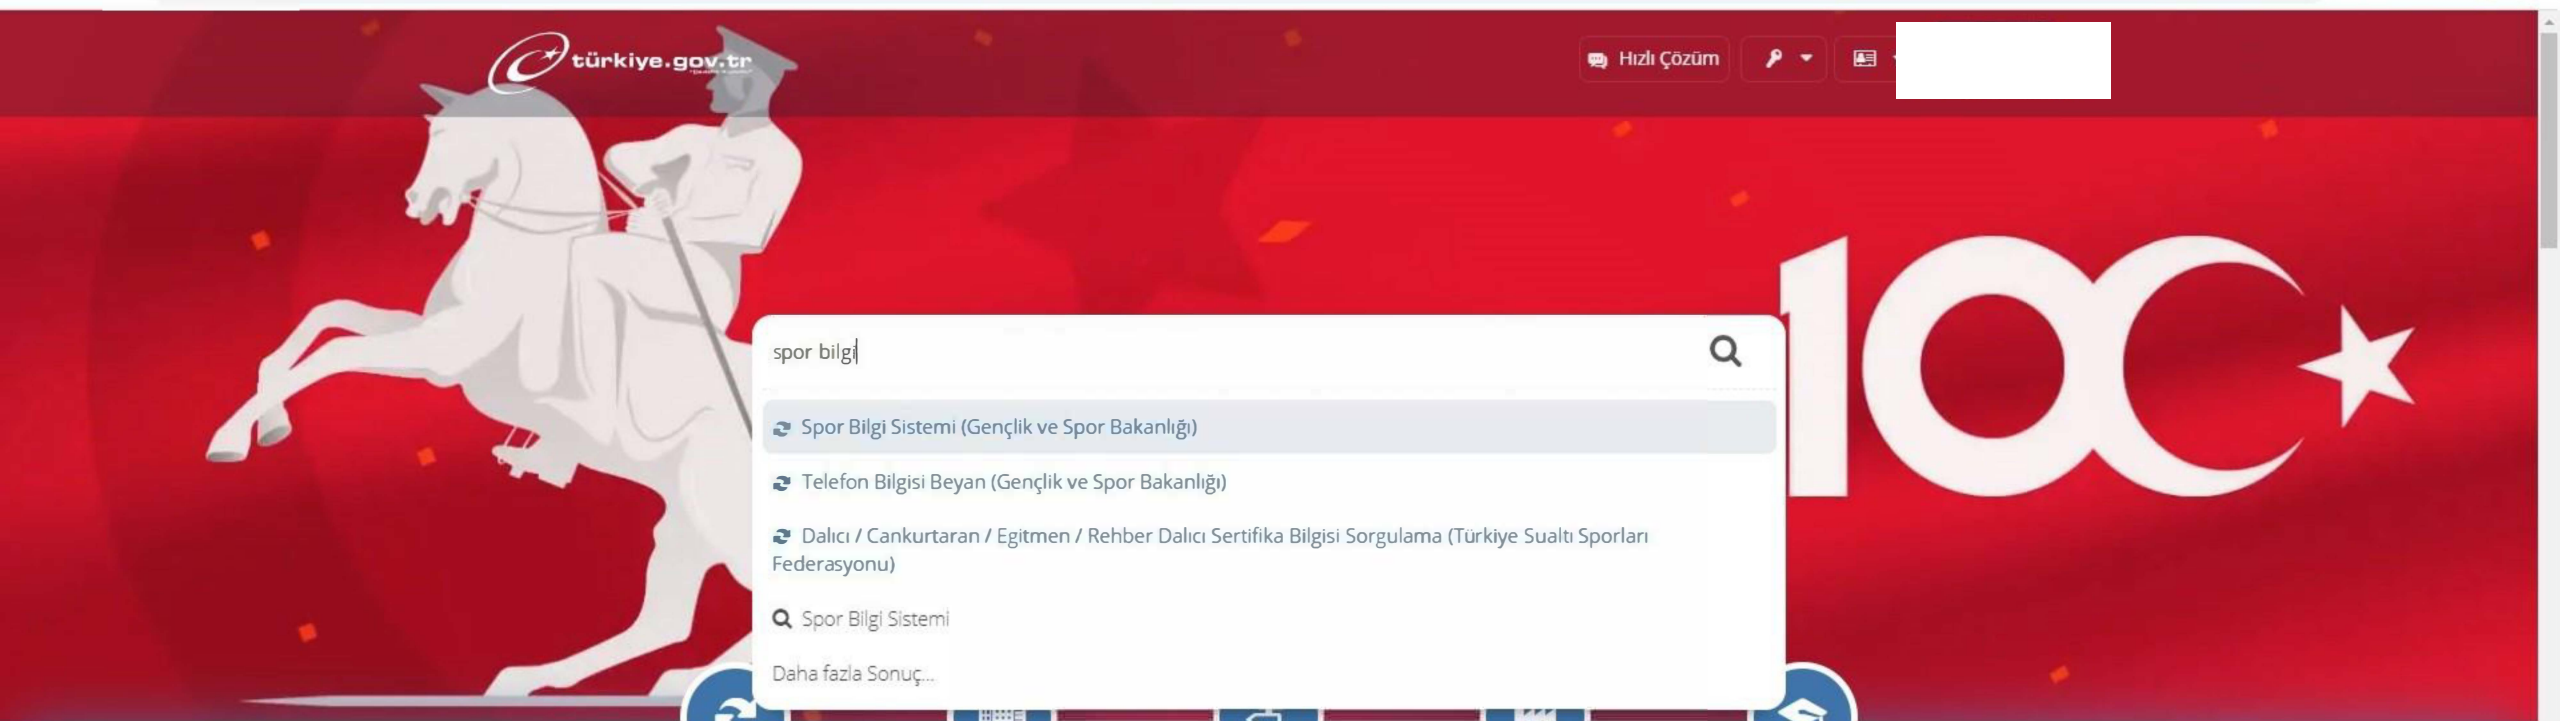 türkiye.gov.tr
Hızlı Çözüm
100
spor bilgi
Spor Bilgi Sistemi (Gençlik ve Spor Bakanlığı)
Telefon Bilgisi Beyan (Gençlik ve Spor Bakanlığı)
Dalıcı / Cankurtaran / Egitmen / Rehber Dalıcı Sertifika Bilgisi Sorgulama (Türkiye Sualtı Sporları
Federasyonu)
Spor Bilgi Sistemi
Daha fazla Sonuç...